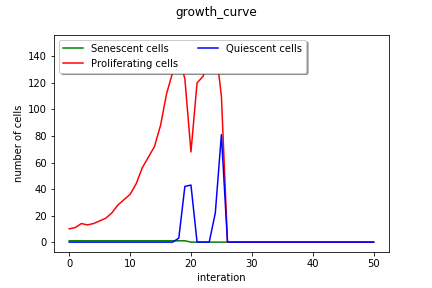 growth_curve
Senescent cells
Quiescent cells
Proliferating cells
number of cells
140
120
100
80
60
40
20
0
0 10 20 30 40 50
interation